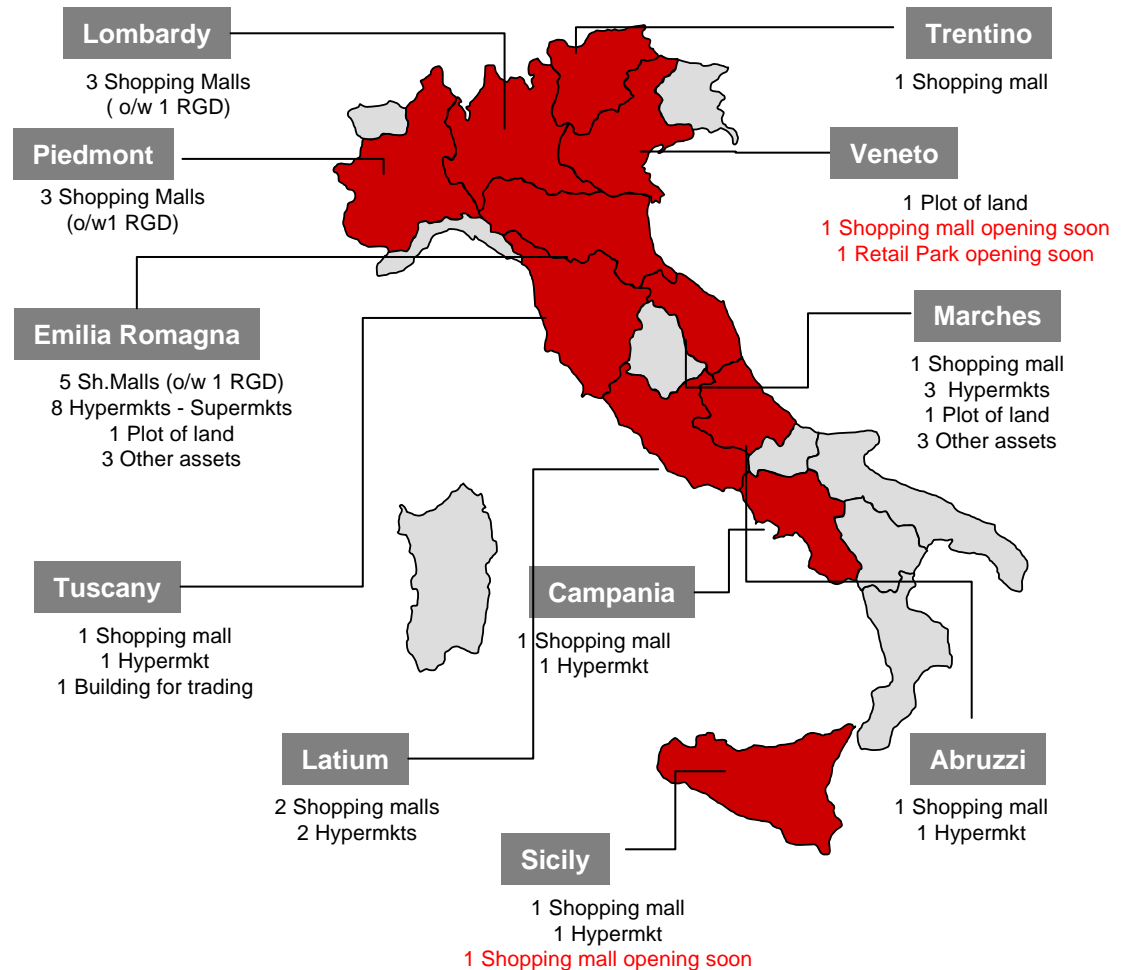 Lombardy
3 Shopping Malls
( o/w 1 RGD)
Trentino
1 Shopping mall
Piedmont
3 Shopping Malls
(o/w1 RGD)
Veneto
1 Plot of land
1 Shopping mall opening soon
1 Retail Park opening soon
Emilia Romagna
5 Sh.Malls (o/w 1 RGD)
8 Hypermkts - Supermkts
1 Plot of land
3 Other assets
Marches
1 Shopping mall
3 Hypermkts
1 Plot of land
3 Other assets
Tuscany
1 Shopping mall
1 Hypermkt
1 Building for trading
Campania
1 Shopping mall
1 Hypermkt
Latium
2 Shopping malls
2 Hypermkts
Abruzzi
1 Shopping mall
1 Hypermkt
Sicily
1 Shopping mall
1 Hypermkt
1 Shopping mall opening soon